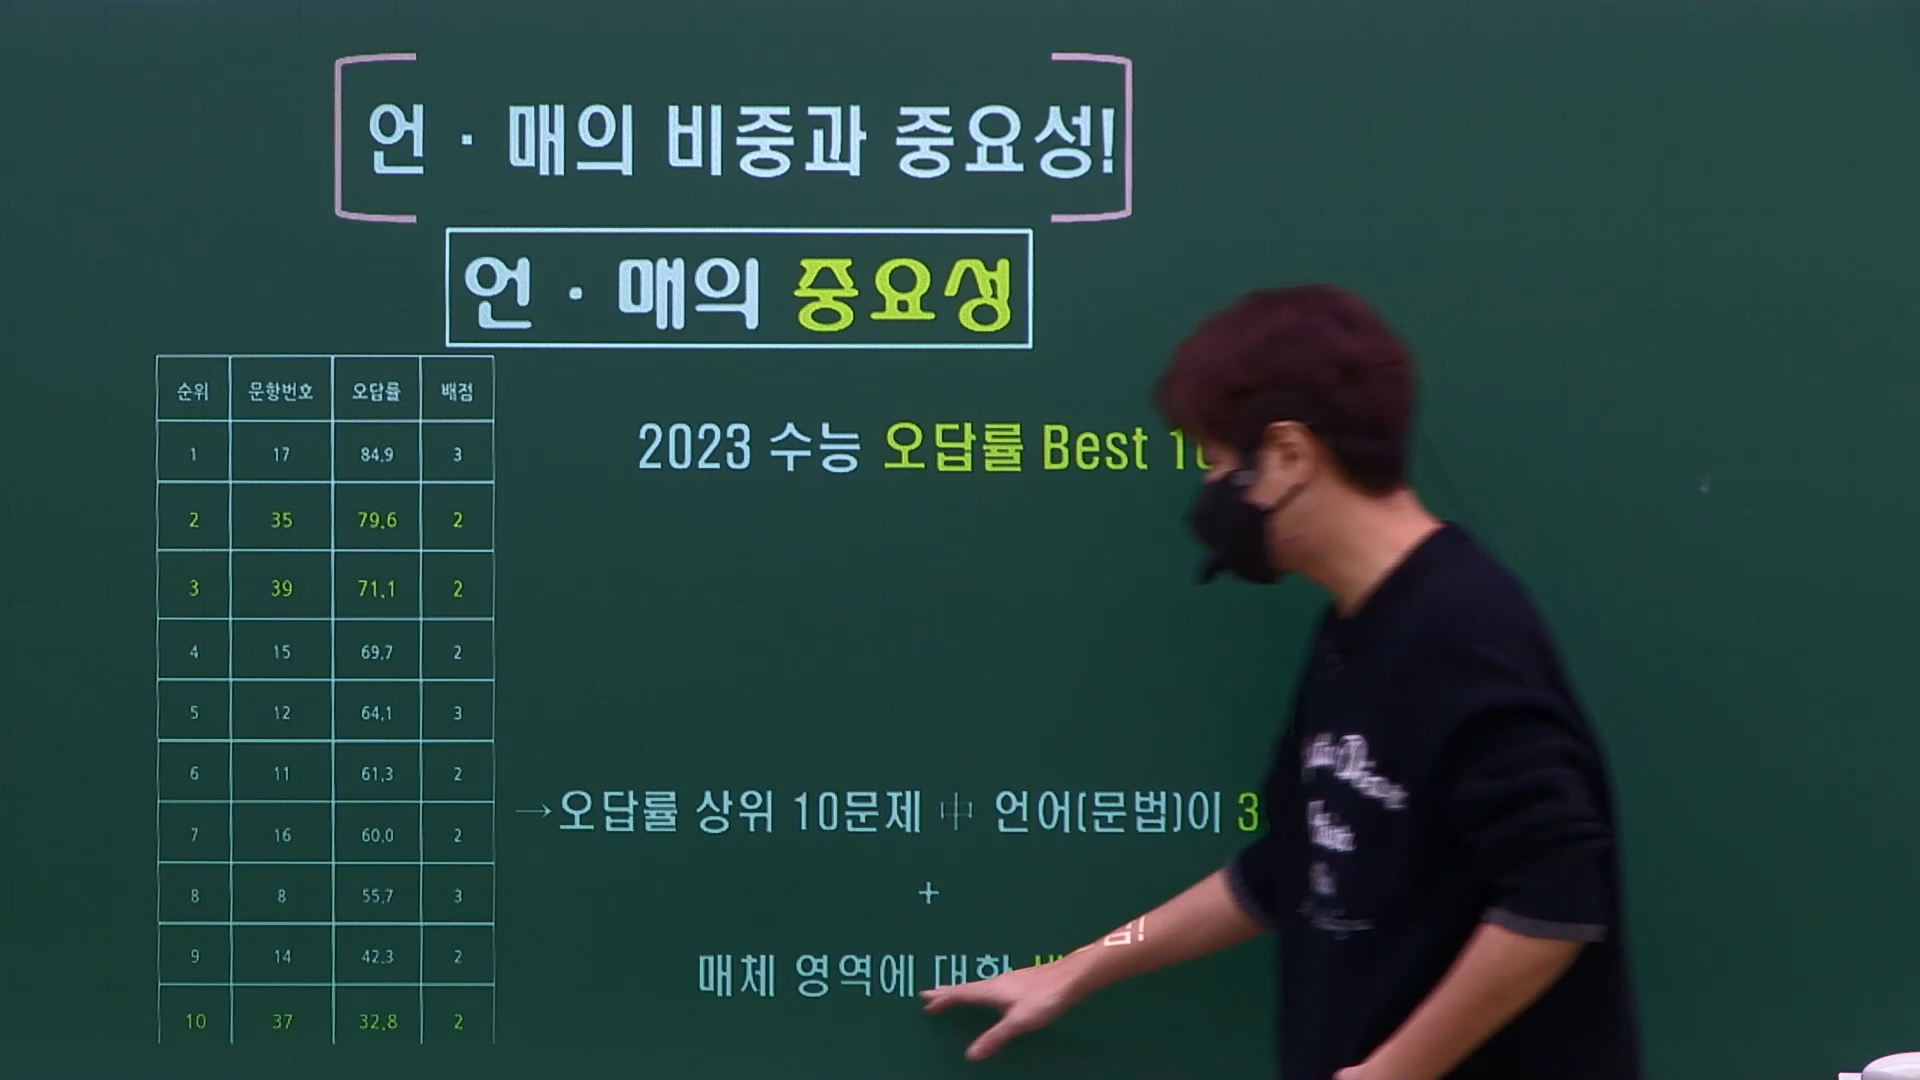 언 · 매의 비중과 중요성!
언 · 매의 중요성
순위 문항번호 오답률 배점
1 17 84.9 3
2 35 79.6 2
3 39 71.1 2
4 15 69.7 2
5 12 64.1 3
6 11 61.3 2
7 16 60.0 2
8 8 55.7 3
9 14 42.3 2
10 37 32.8 2
2023 수능 오답률 Best
→오답률 상위 10문제 中 언어(문법)이 3
+
매체 영역에 대한